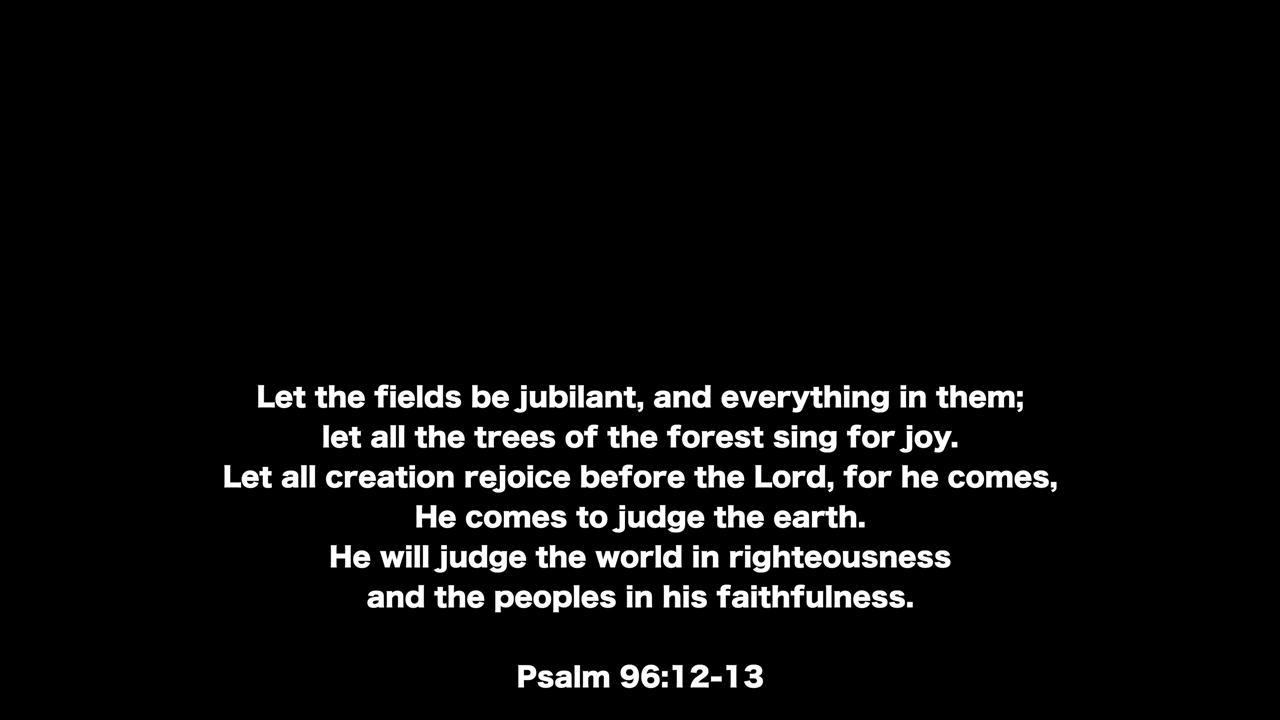 Let the fields be jubilant, and everything in them;
let all the trees of the forest sing for joy.
Let all creation rejoice before the Lord, for he comes,
He comes to judge the earth.
He will judge the world in righteousness
and the peoples in his faithfulness.
Psalm 96:12-13